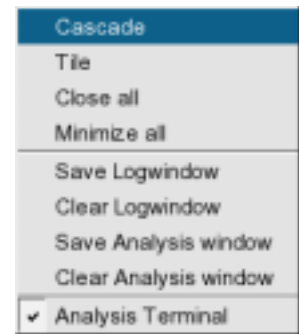 Cascade
Tile
Close all
Minimize all
Save Logwindow
Clear Logwindow
Save Analysis window
Clear Analysis window
Analysis Terminal